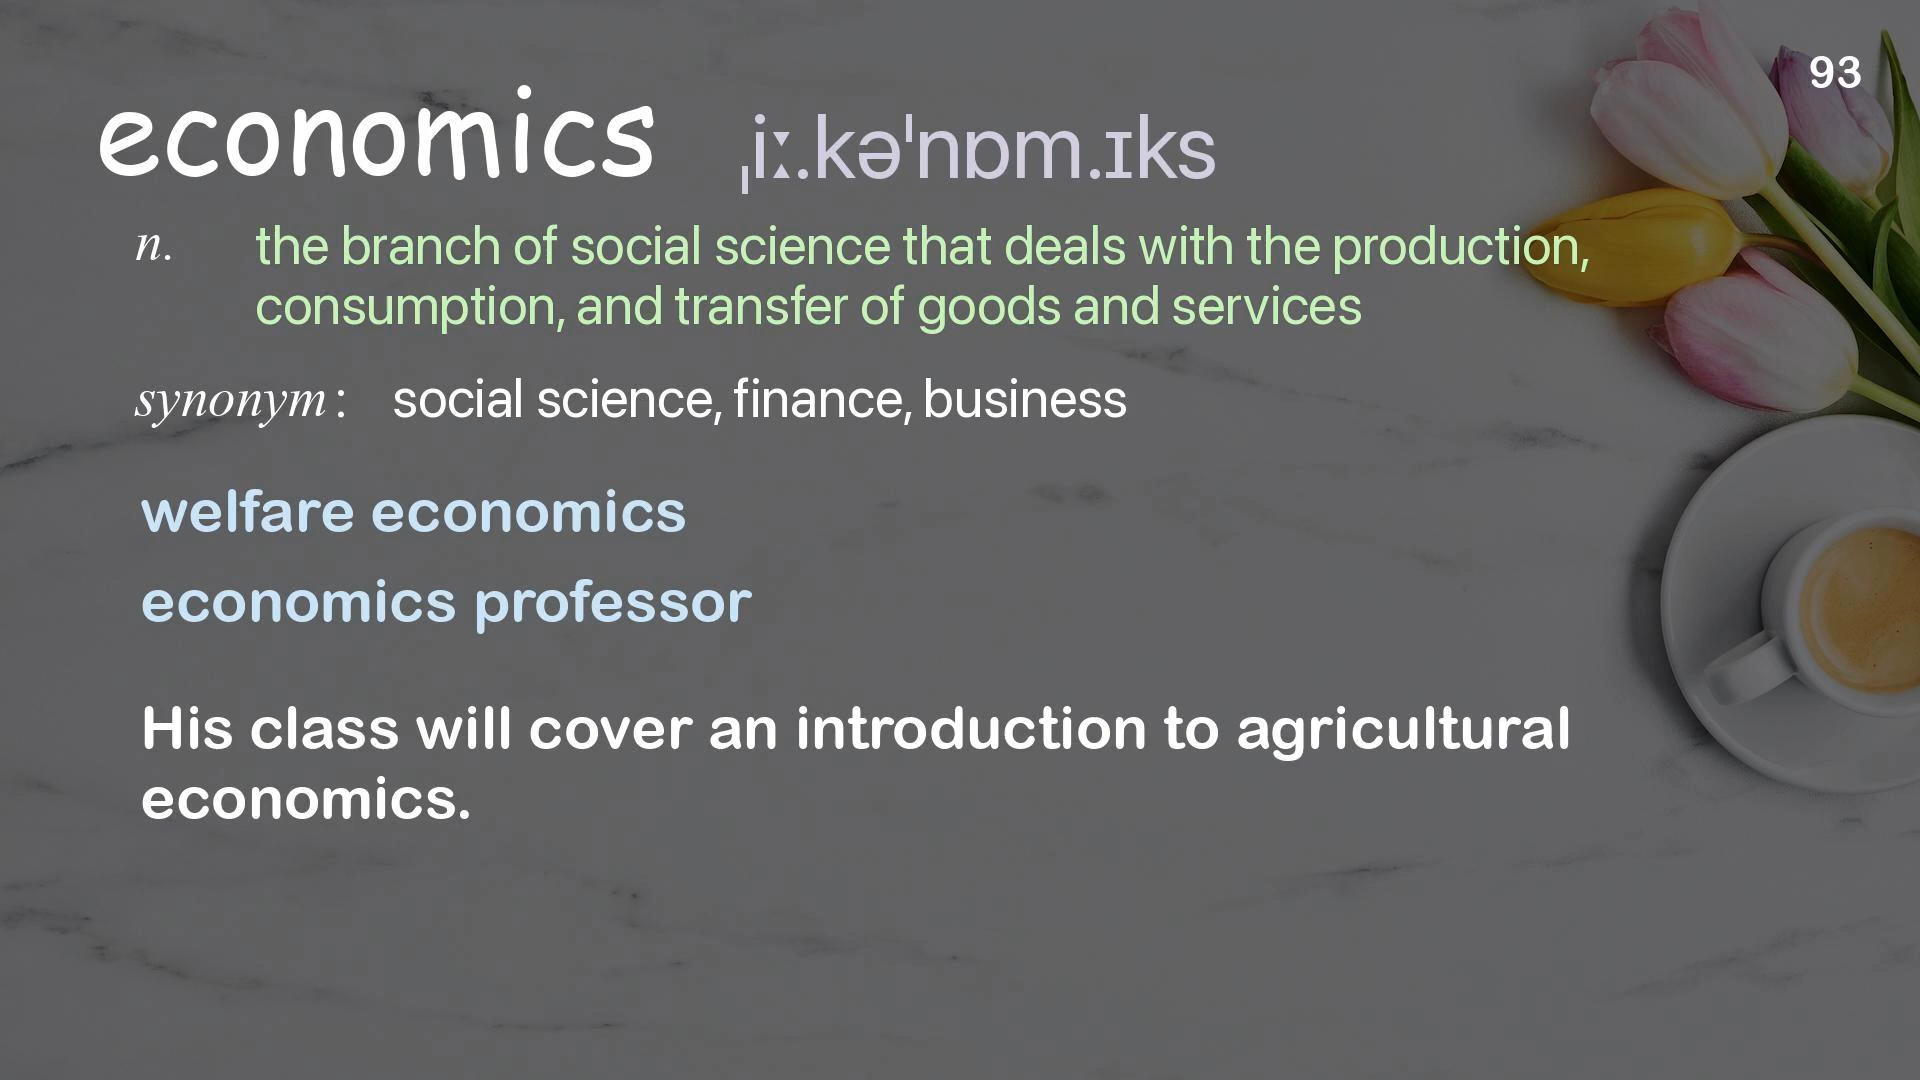 93
economics ˌiː.kəˈnɒm.ɪks
n. the branch of social science that deals with the production,
consumption, and transfer of goods and services
synonym : social science, finance, business
welfare economics
economics professor
His class will cover an introduction to agricultural
economics.